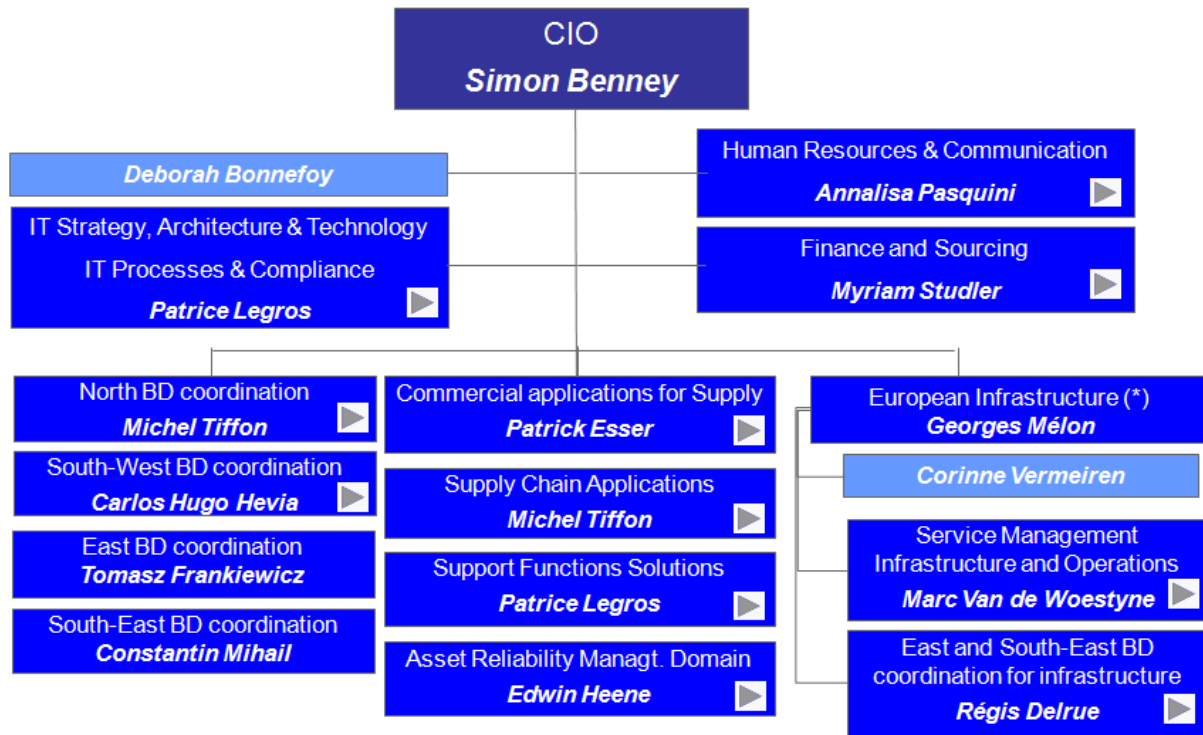 CIO
Simon Benney
Deborah Bonnefoy
Human Resources & Communication
Annalisa Pasquini
IT Strategy, Architecture & Technology
IT Processes & Compliance
Patrice Legros
Finance and Sourcing
Myriam Studler
North BD coordination
Michel Tiffon
South-West BD coordination
Carlos Hugo Hevia
East BD coordination
Tomasz Frankiewicz
South-East BD coordination
Constantin Mihail
Commercial applications for Supply
Patrick Esser
Supply Chain Applications
Michel Tiffon
Support Functions Solutions
Patrice Legros
Asset Reliability Managt. Domain
Edwin Heene
European Infrastructure (*)
Georges Mélon
Corinne Vermeiren
Service Management
Infrastructure and Operations
Marc Van de Woestyne
East and South-East BD
coordination for infrastructure
Régis Delrue